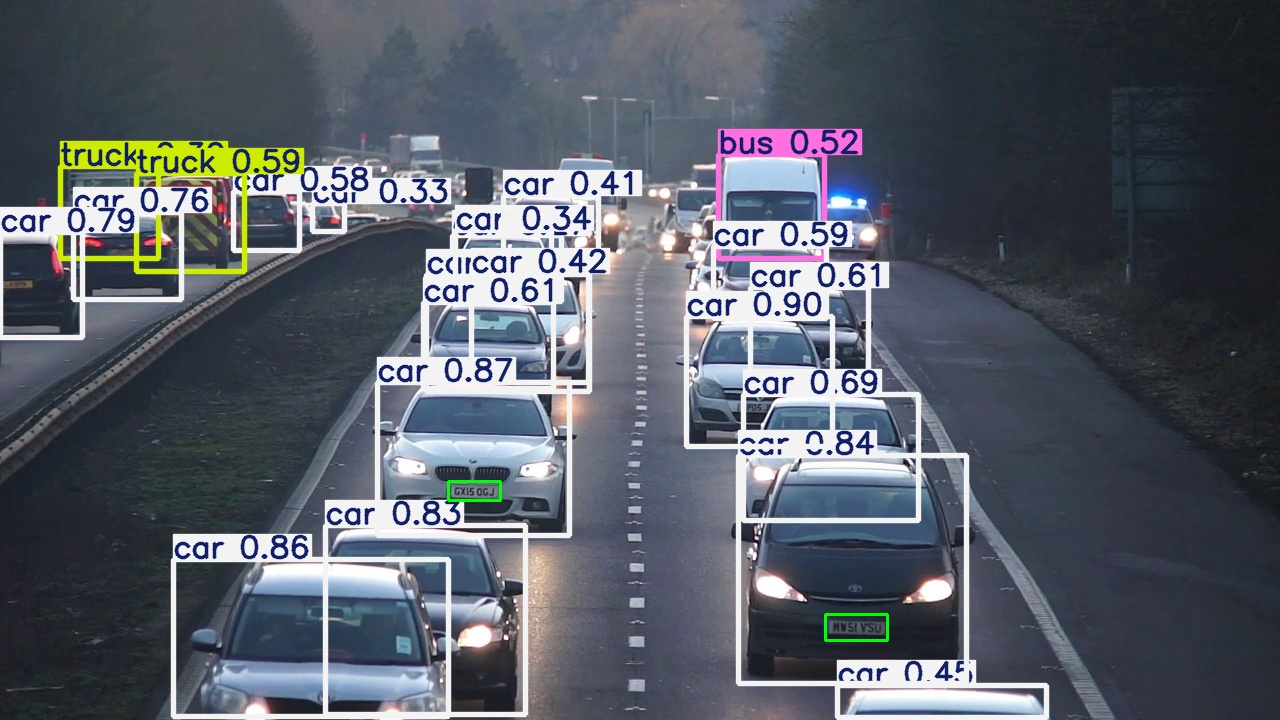 bus 0.52
truck
truck 0.59
car 0.58
car 0.33
car 0.41
car 0.76
car 0.79
car 0.34
car 0.59
car 0.42
car 0.61
car 0.61
car 0.90
car 0.87
car 0.69
car 0.84
GX15 OGJ
car 0.83
car 0.86
MW51 VSU
car 0.45